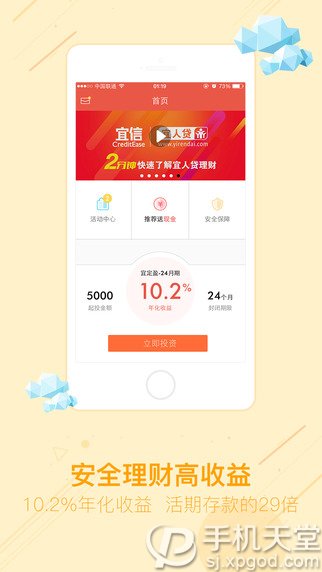 中国联通
01:19
73%
首页
宜信
CreditEase
宜人贷
www.yirendai.com
2分钟快速了解宜人贷理财
活动中心
推荐送现金
安全保障
宜定盈-24月期
5000
10.2%
24个月
起投金额
年化收益
封闭期限
立即投资
安全理财高收益
10.2%年化收益 活期存款的29倍
手机天堂
sj.xpgod.com